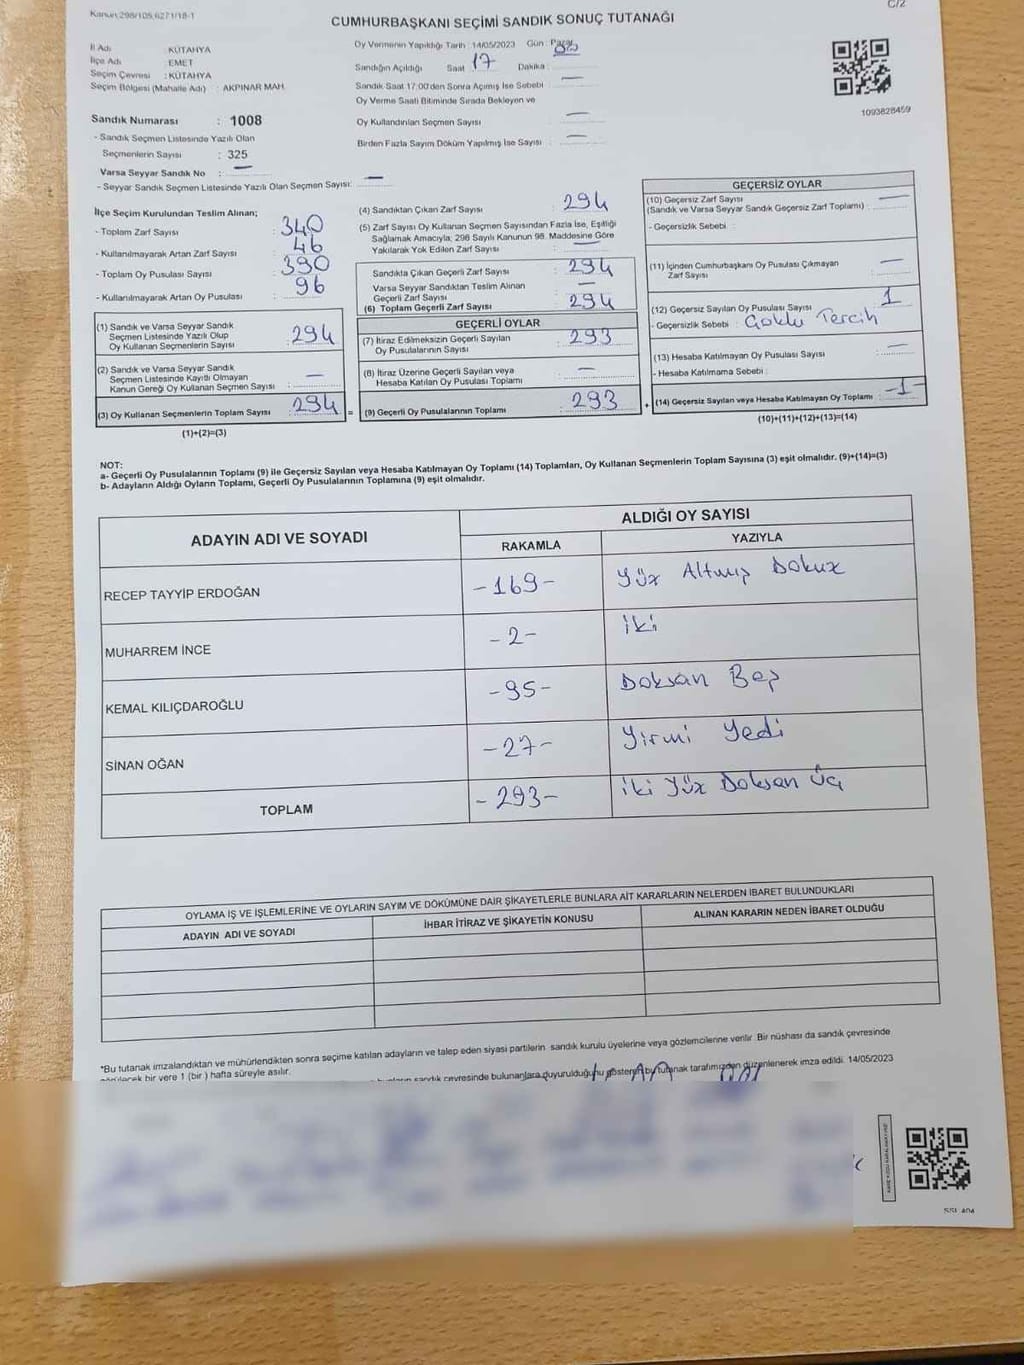 Kanun 298/105,6271/18-1
C/2
CUMHURBAŞKANI SEÇİMİ SANDIK SONUÇ TUTANAĞI
İl Adı : KÜTAHYA
İlçe Adı : EMET
Seçim Çevresi : KÜTAHYA
Seçim Bölgesi (Mahalle Adı) : AKPINAR MAH.
Sandık Numarası : 1008
- Sandık Seçmen Listesinde Yazılı Olan
Seçmenlerin Sayısı : 325
Varsa Seyyar Sandık No : —
- Seyyar Sandık Seçmen Listesinde Yazılı Olan Seçmen Sayısı: —
Oy Vermenin Yapıldığı Tarih : 14/05/2023 Gün : Pazar
Sandığın Açıldığı Saat 17 Dakika :
Sandık Saat 17:00'den Sonra Açımış İse Sebebi : —
Oy Verme Saati Bitiminde Sırada Bekleyen ve
Oy Kullandırılan Seçmen Sayısı : —
Birden Fazla Sayım Döküm Yapılmış İse Sayısı : —
1093828459
İlçe Seçim Kurulundan Teslim Alınan;
- Toplam Zarf Sayısı : 340
- Kullanılmayarak Artan Zarf Sayısı : 46
- Toplam Oy Pusulası Sayısı : 390
- Kullanılmayarak Artan Oy Pusulası : 96
(1) Sandık ve Varsa Seyyar Sandık
Seçmen Listesinde Yazılı Olup
Oy Kullanan Seçmenlerin Sayısı : 294
(2) Sandık ve Varsa Seyyar Sandık
Seçmen Listesinde Kayıtlı Olmayan
Kanun Gereği Oy Kullanan Seçmen Sayısı : —
(3) Oy Kullanan Seçmenlerin Toplam Sayısı : 294 =
(1)+(2)=(3)
(4) Sandıktan Çıkan Zarf Sayısı : 294
(5) Zarf Sayısı Oy Kullanan Seçmen Sayısından Fazla İse, Eşitliği
Sağlamak Amacıyla; 298 Sayılı Kanunun 98. Maddesine Göre
Yakılarak Yok Edilen Zarf Sayısı : —
Sandıkta Çıkan Geçerli Zarf Sayısı : 294
Varsa Seyyar Sandıktan Teslim Alınan
Geçerli Zarf Sayısı : —
(6) Toplam Geçerli Zarf Sayısı : 294
GEÇERLİ OYLAR
(7) İtiraz Edilmeksizin Geçerli Sayılan
Oy Pusulalarının Sayısı : 293
(8) İtiraz Üzerine Geçerli Sayılan veya
Hesaba Katılan Oy Pusulası Toplamı : —
(9) Geçerli Oy Pusulalarının Toplamı : 293 +
GEÇERSİZ OYLAR
(10) Geçersiz Zarf Sayısı
(Sandık ve Varsa Seyyar Sandık Geçersiz Zarf Toplamı) : —
- Geçersizlik Sebebi :
(11) İçinden Cumhurbaşkanı Oy Pusulası Çıkmayan
Zarf Sayısı : —
(12) Geçersiz Sayılan Oy Pusulası Sayısı : 1
- Geçersizlik Sebebi : Çoklu Tercih
(13) Hesaba Katılmayan Oy Pusulası Sayısı : —
- Hesaba Katılmama Sebebi :
(14) Geçersiz Sayılan veya Hesaba Katılmayan Oy Toplamı : -1-
(10)+(11)+(12)+(13)=(14)
NOT:
a- Geçerli Oy Pusulalarının Toplamı (9) ile Geçersiz Sayılan veya Hesaba Katılmayan Oy Toplamı (14) Toplamları, Oy Kullanan Seçmenlerin Toplam Sayısına (3) eşit olmalıdır. (9)+(14)=(3)
b- Adayların Aldığı Oyların Toplamı, Geçerli Oy Pusulalarının Toplamına (9) eşit olmalıdır.
ADAYIN ADI VE SOYADI
ALDIĞI OY SAYISI
RAKAMLA YAZIYLA
RECEP TAYYİP ERDOĞAN -169- Yüz Altmış Dokuz
MUHARREM İNCE -2- İki
KEMAL KILIÇDAROĞLU -95- Doksan Beş
SİNAN OĞAN -27- Yirmi Yedi
TOPLAM -293- İki Yüz Doksan Üç
OYLAMA İŞ VE İŞLEMLERİNE VE OYLARIN SAYIM VE DÖKÜMÜNE DAİR ŞİKAYETLERLE BUNLARA AİT KARARLARIN NELERDEN İBARET BULUNDUKLARI
ADAYIN ADI VE SOYADI İHBAR İTİRAZ VE ŞİKAYETİN KONUSU ALINAN KARARIN NEDEN İBARET OLDUĞU
*Bu tutanak imzalandıktan ve mühürlendikten sonra seçime katılan adayların ve talep eden siyasi partilerin sandık kurulu üyelerine veya gözlemcilerine verilir. Bir nüshası da sandık çevresinde
görülecek bir yere 1 (bir) hafta süreyle asılır.
sandık çevresinde bulunanlara duyurulduğunu gösteren bu tutanak tarafımızdan düzenlenerek imza edildi. 14/05/2023